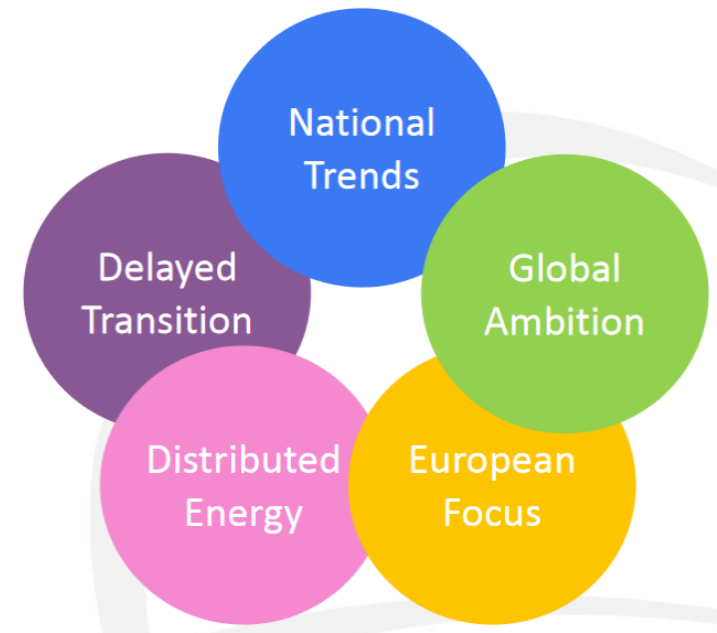 National
Trends
Delayed
Transition
Global
Ambition
Distributed
Energy
European
Focus